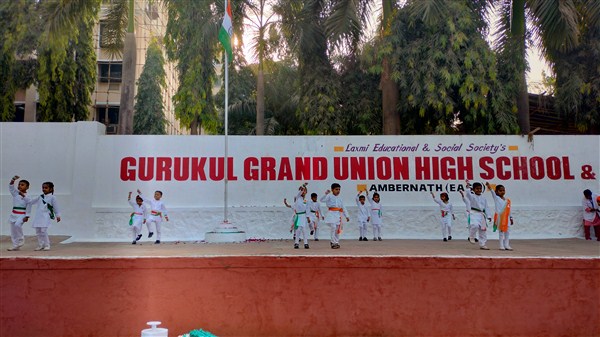 Laxmi Educational & Social Society's
GURUKUL GRAND UNION HIGH SCHOOL &
AMBERNATH (EA